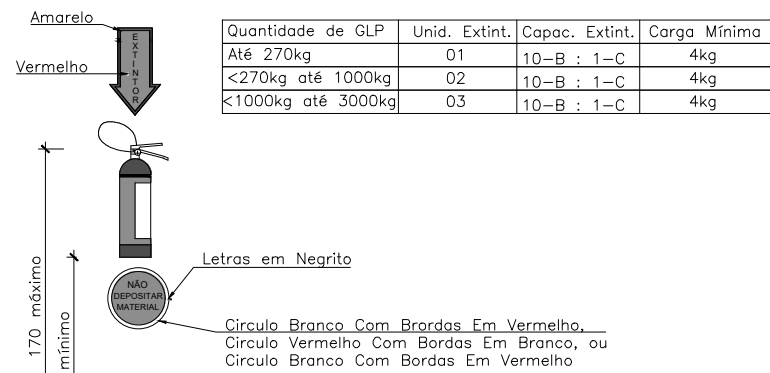 Amarelo
EXTINTOR
Vermelho
Quantidade de GLP Unid. Extint. Capac. Extint. Carga Mínima
Até 270kg 01 10-B : 1-C 4kg
<270kg até 1000kg 02 10-B : 1-C 4kg
<1000kg até 3000kg 03 10-B : 1-C 4kg
Letras em Negrito
NÃO
DEPOSITAR
MATERIAL
170 máximo
mínimo
Circulo Branco Com Brordas Em Vermelho,
Circulo Vermelho Com Bordas Em Branco, ou
Circulo Branco Com Bordas Em Vermelho